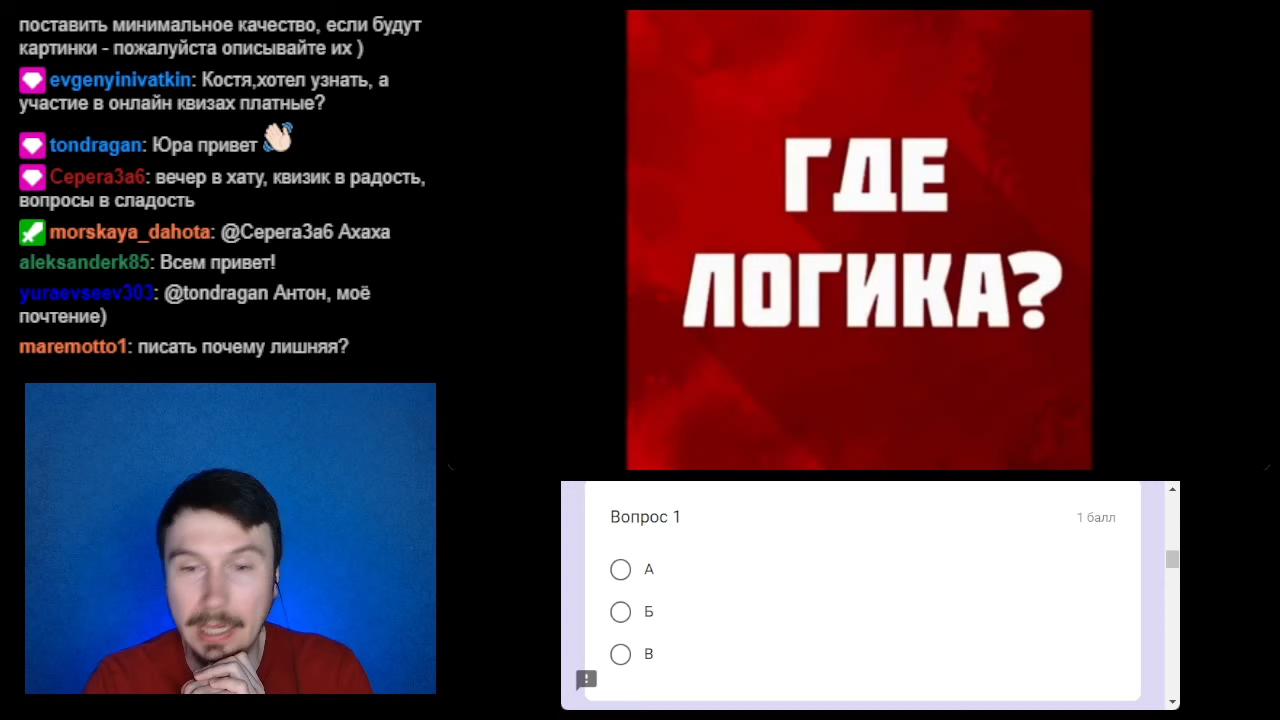 поставить минимальное качество, если будут
картинки - пожалуйста описывайте их )
evgenyinivatkin: Костя,хотел узнать, а
участие в онлайн квизах платные?
tondragan: Юра привет
Серега3а6: вечер в хату, квизик в радость,
вопросы в сладость
morskaya_dahota: @Серега3а6 Ахаха
aleksanderk85: Всем привет!
yuraevseev303: @tondragan Антон, моё
почтение)
maremotto1: писать почему лишняя?
ГДЕ
ЛОГИКА?
Вопрос 1
1 балл
А
Б
В